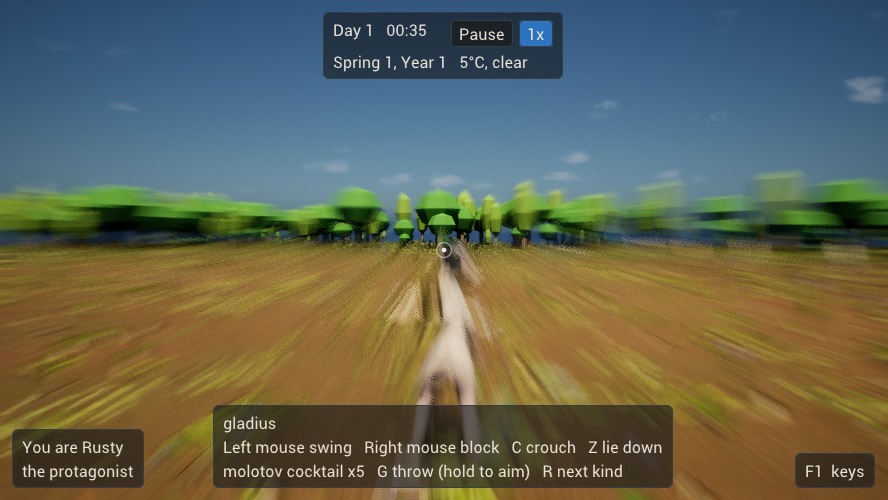 Day 1 00:35 Pause 1x
Spring 1, Year 1 5°C, clear
gladius
Left mouse swing Right mouse block C crouch Z lie down
molotov cocktail x5 G throw (hold to aim) R next kind
You are Rusty
the protagonist
F1 keys